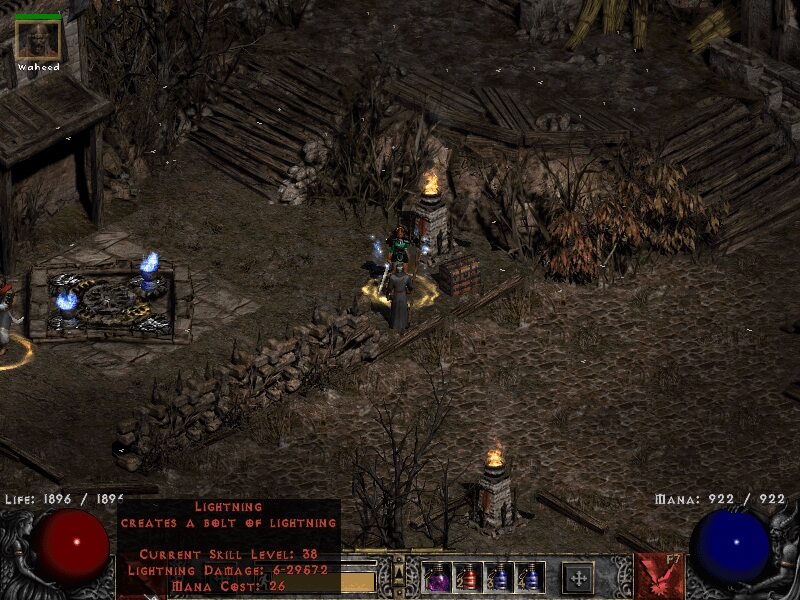 Waheed
Life: 1896 / 1896
Mana: 922 / 922
Lightning
creates a bolt of lightning
Current Skill Level: 38
Lightning Damage: 6-29572
Mana Cost: 26
F7